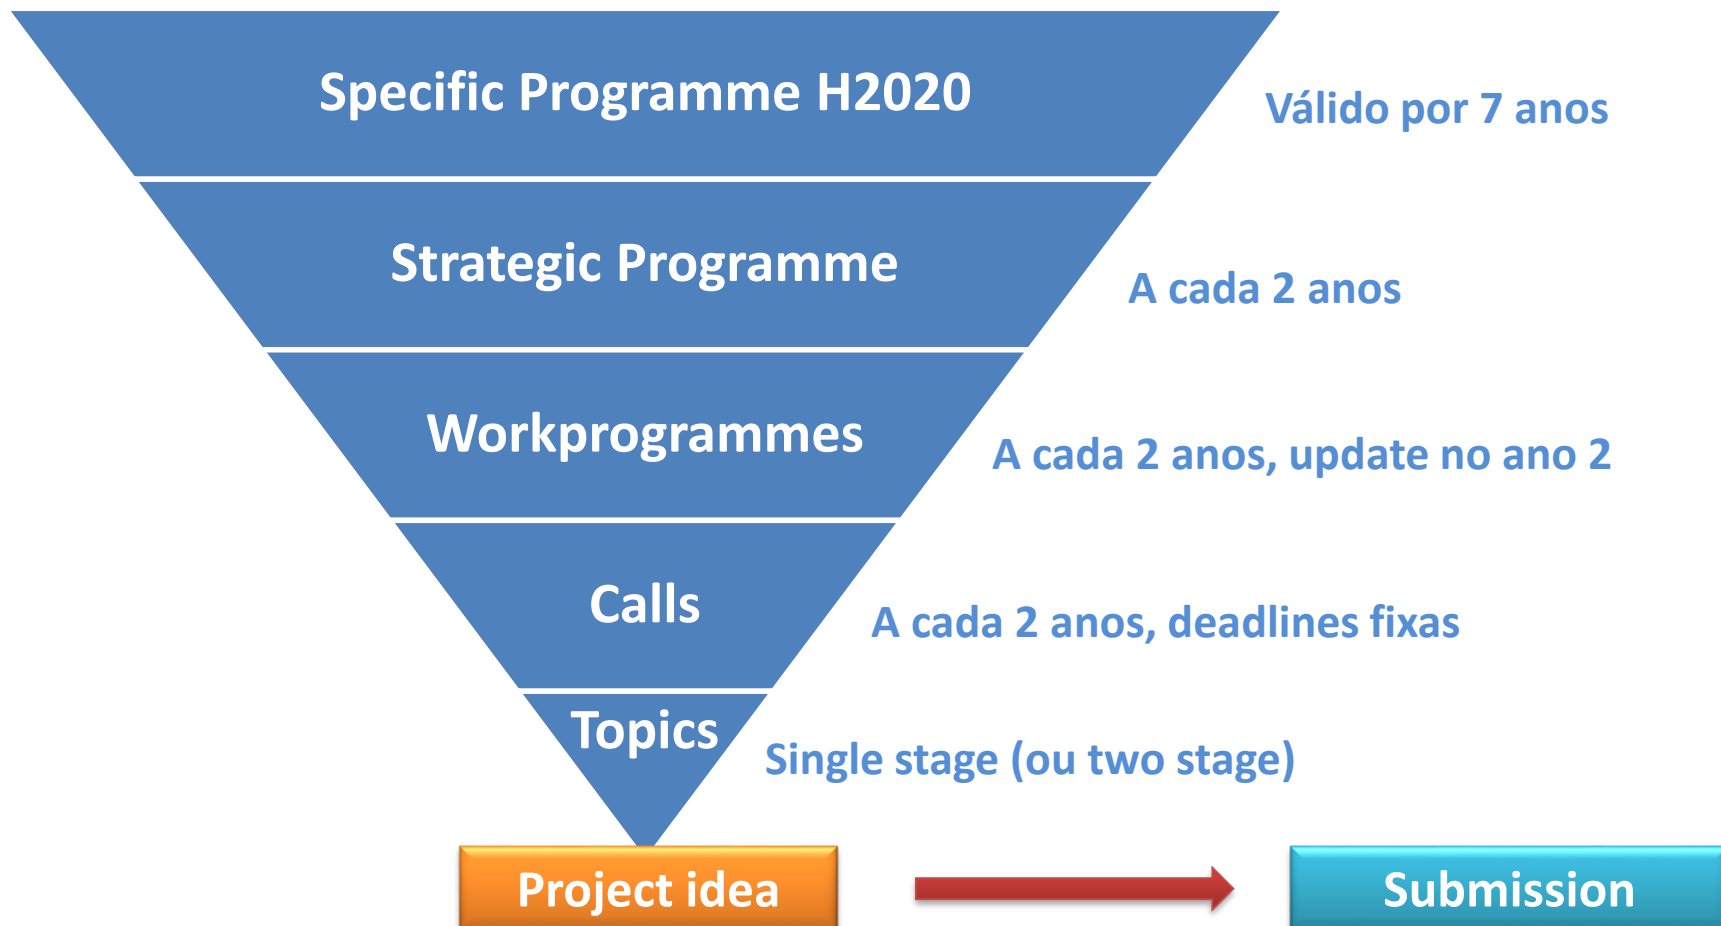 Specific Programme H2020
Válido por 7 anos
Strategic Programme
A cada 2 anos
Workprogrammes
A cada 2 anos, update no ano 2
Calls
A cada 2 anos, deadlines fixas
Topics
Single stage (ou two stage)
Project idea
Submission